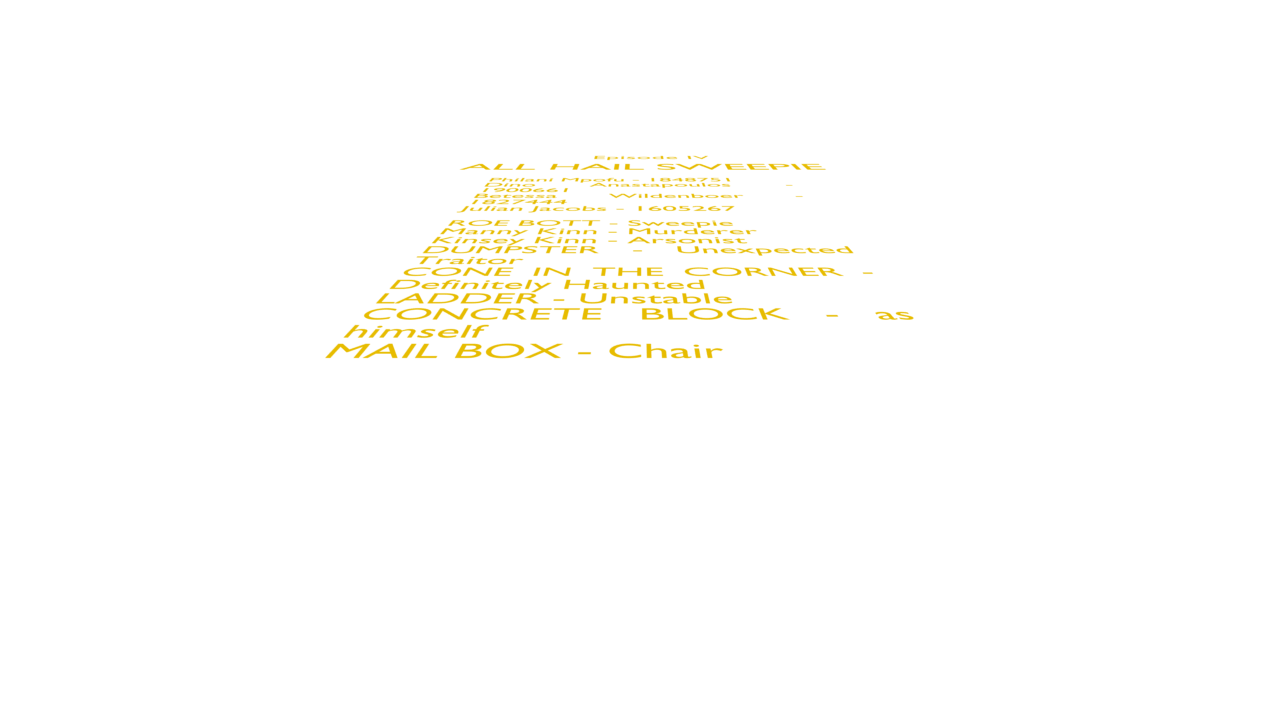 Episode IV
ALL HAIL SWEEPIE
Philani Mpofu - 1848751
Dino Anastapoulos -
1900661
Betessa Wildenboer -
1827444
Julian Jacobs - 1605267
ROE BOTT - Sweepie
Manny Kinn - Murderer
Kinsey Kinn - Arsonist
DUMPSTER - Unexpected
Traitor
CONE IN THE CORNER -
Definitely Haunted
LADDER - Unstable
CONCRETE BLOCK - as
himself
MAIL BOX - Chair